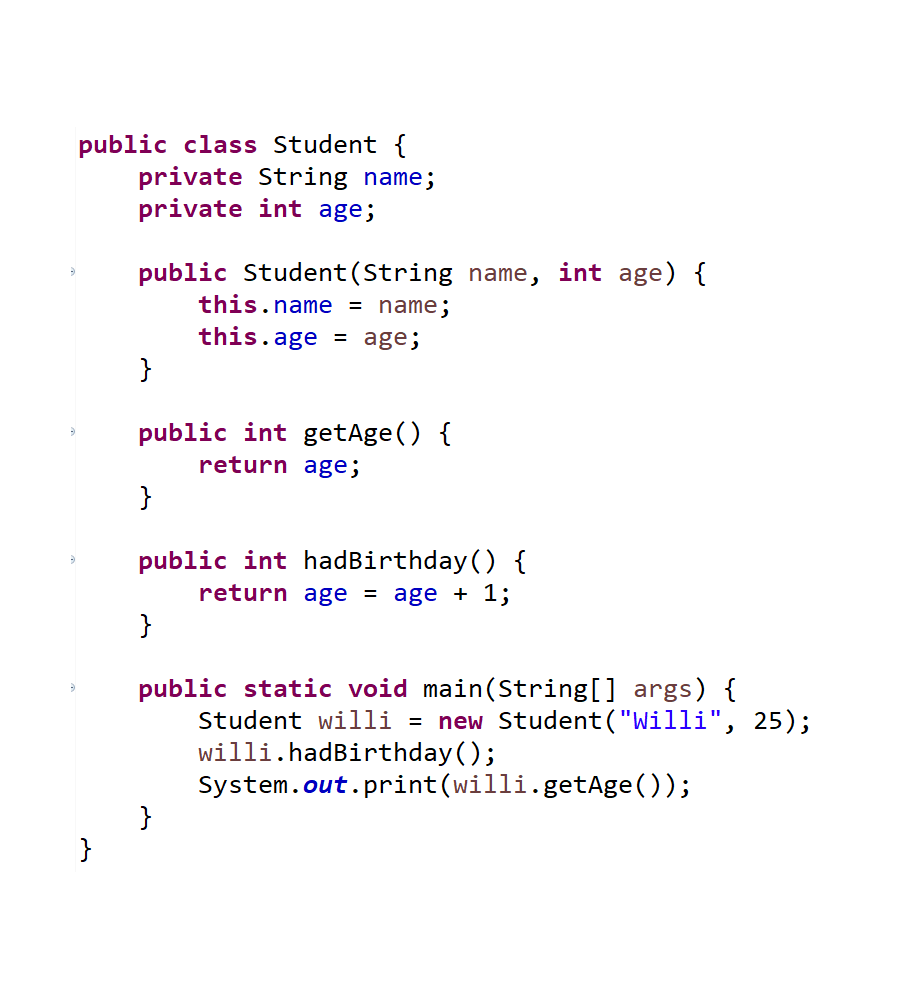 public class Student {
    private String name;
    private int age;

    public Student(String name, int age) {
        this.name = name;
        this.age = age;
    }

    public int getAge() {
        return age;
    }

    public int hadBirthday() {
        return age = age + 1;
    }

    public static void main(String[] args) {
        Student willi = new Student("Willi", 25);
        willi.hadBirthday();
        System.out.print(willi.getAge());
    }
}